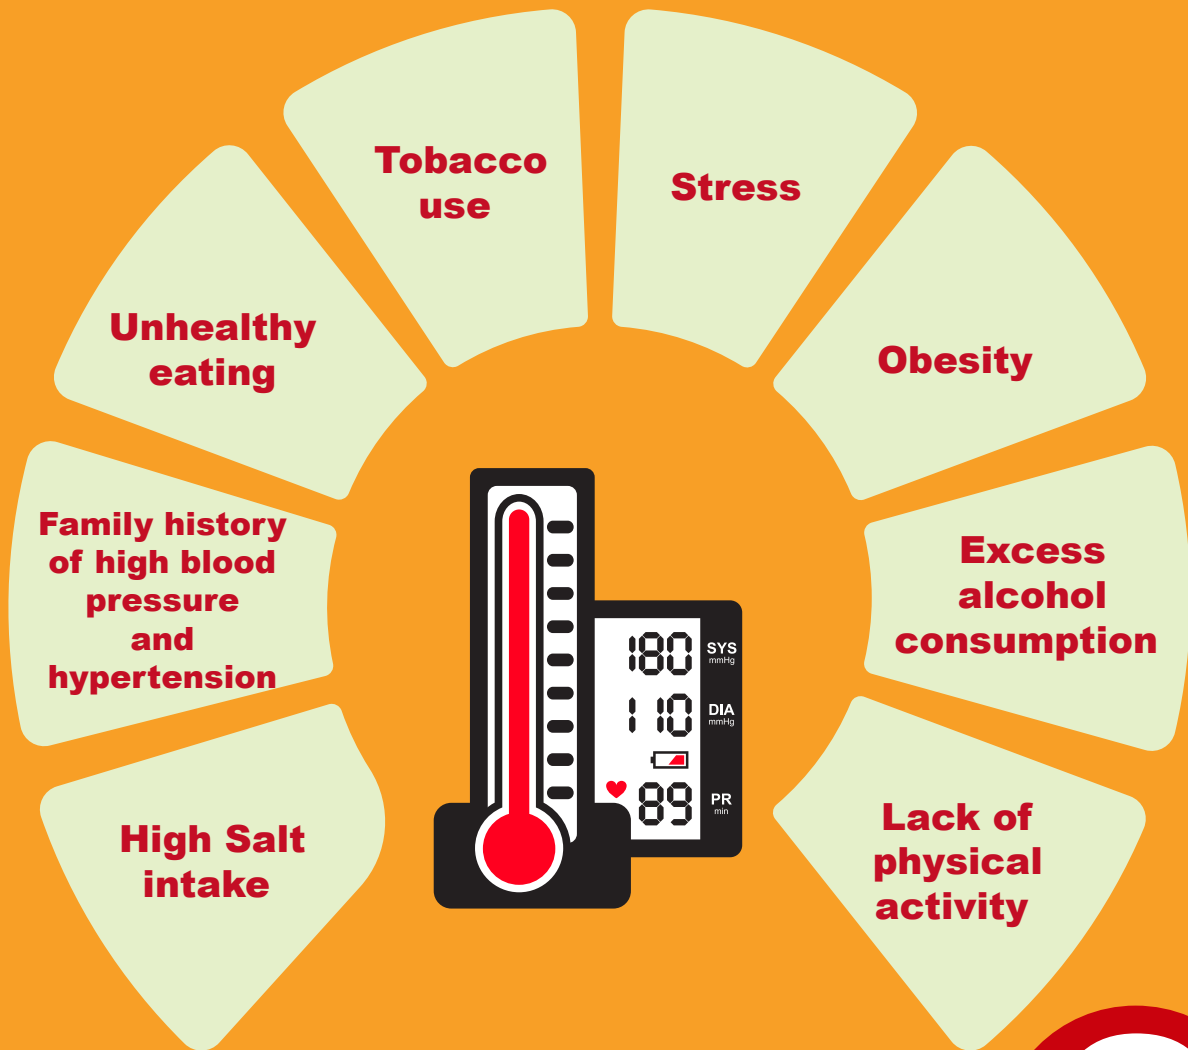 Tobacco
use
Stress
Unhealthy
eating
Obesity
Family history
of high blood
pressure
and
hypertension
Excess
alcohol
consumption
High Salt
intake
Lack of
physical
activity
180 SYS
mmHg
110 DIA
mmHg
89 PR
min